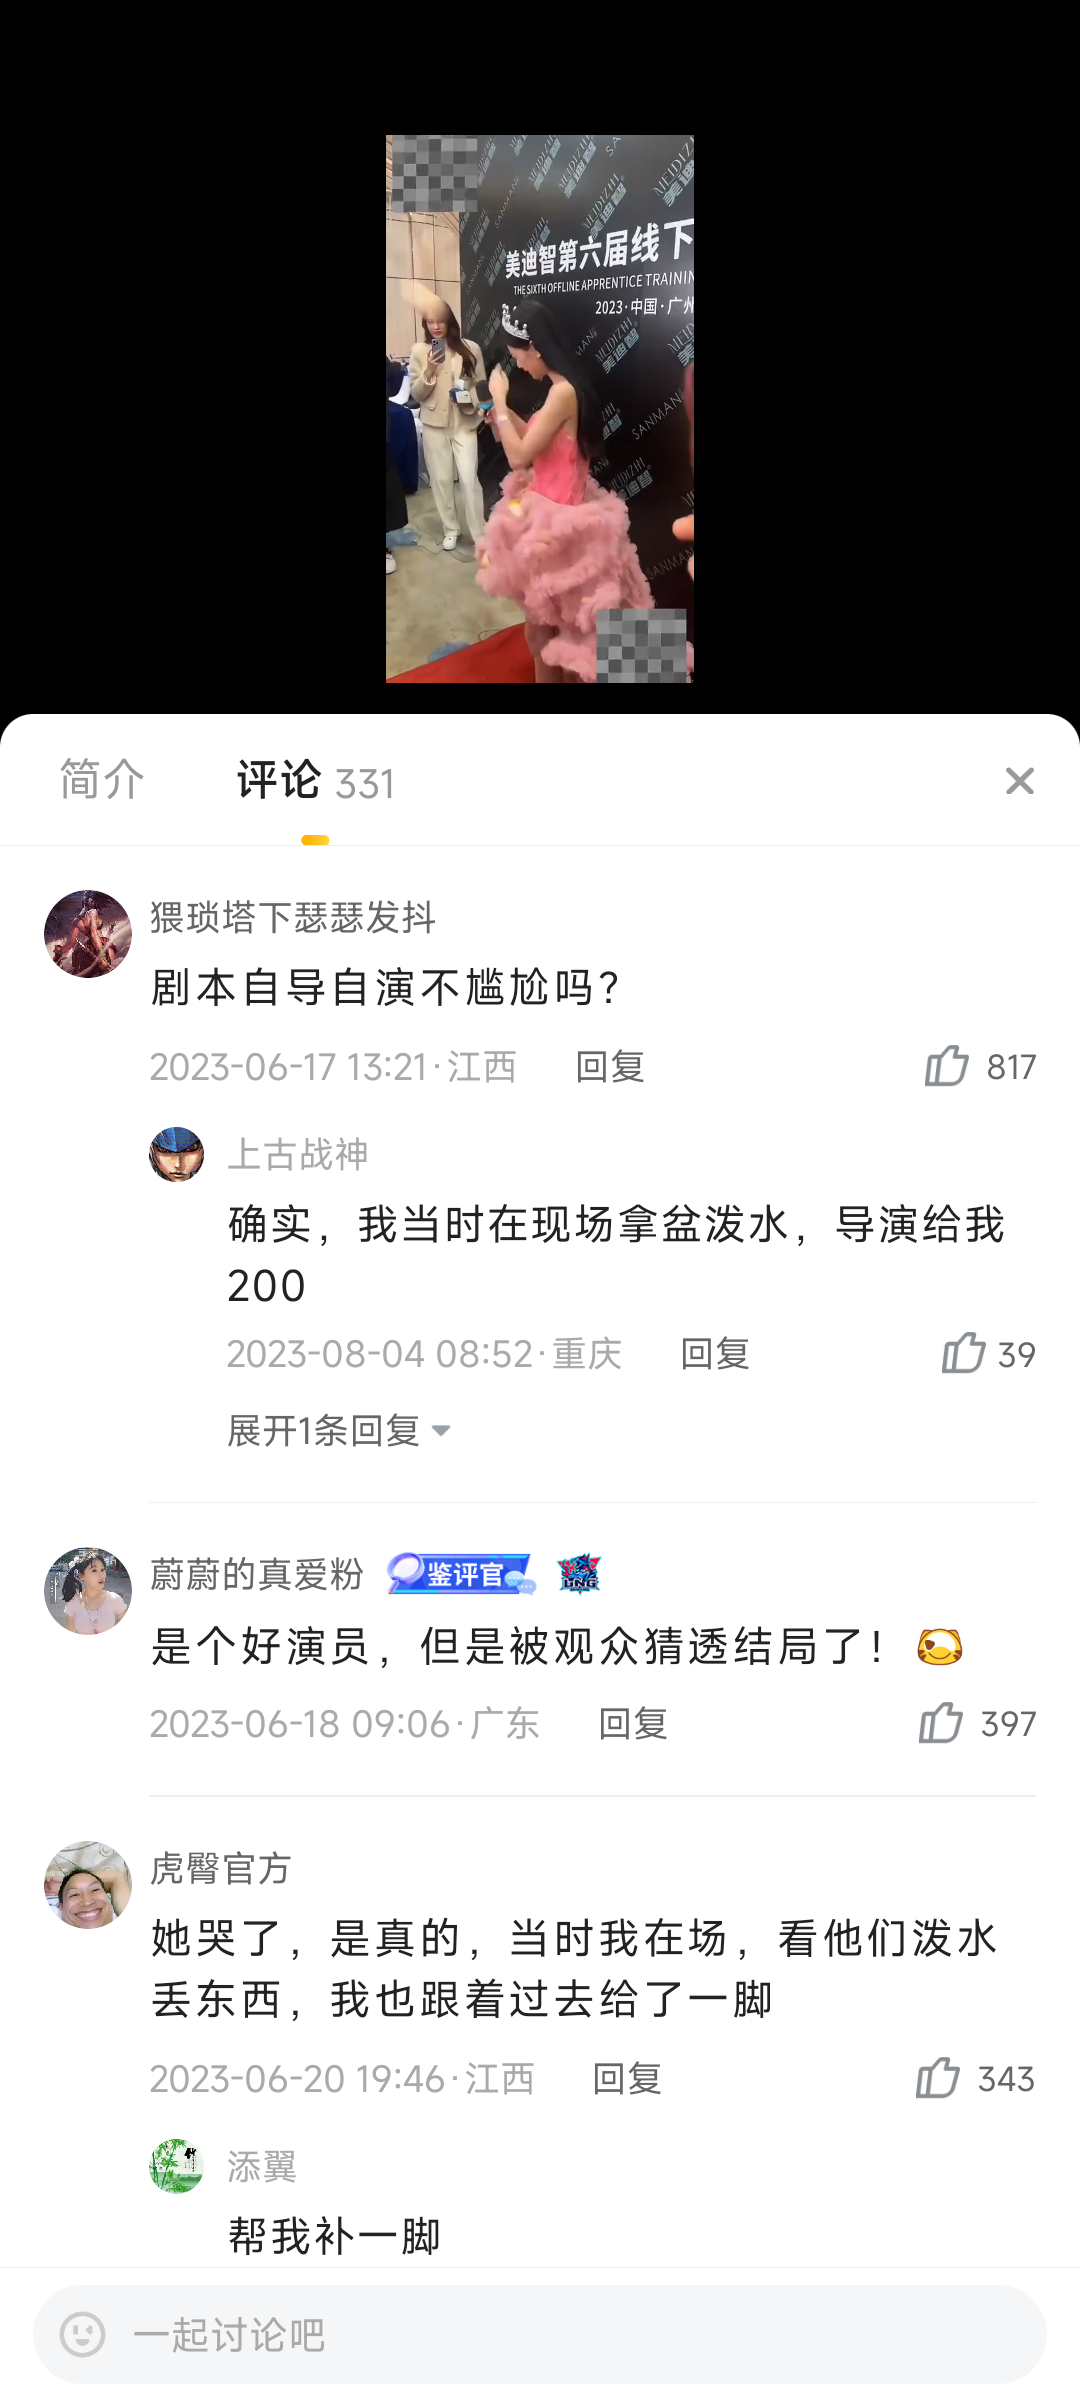 美迪智第六届线下
THE SIXTH OFFLINE APPRENTICE TRAININ
2023·中国·广州
MEIDIZHI
美迪智
SANMANI
简介
评论 331
猥琐塔下瑟瑟发抖
剧本自导自演不尴尬吗?
2023-06-17 13:21·江西 回复 817
上古战神
确实，我当时在现场拿盆泼水，导演给我
200
2023-08-04 08:52·重庆 回复 39
展开1条回复
蔚蔚的真爱粉 鉴评官 LNG
是个好演员，但是被观众猜透结局了！
2023-06-18 09:06·广东 回复 397
虎臀官方
她哭了，是真的，当时我在场，看他们泼水
丢东西，我也跟着过去给了一脚
2023-06-20 19:46·江西 回复 343
添翼
帮我补一脚
一起讨论吧